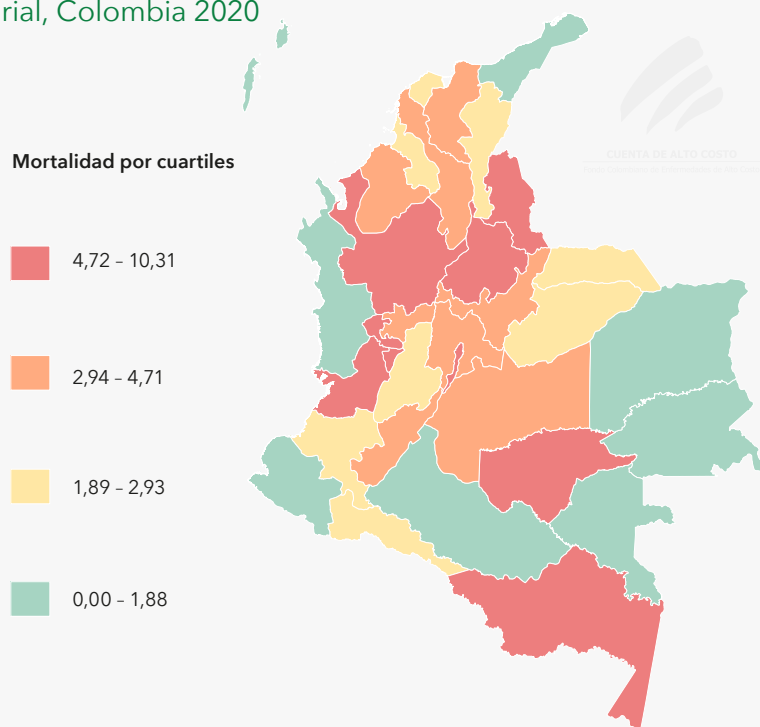 rial, Colombia 2020
CUENTA DE ALTO COSTO
Mortalidad por cuartiles
4,72 – 10,31
2,94 – 4,71
1,89 – 2,93
0,00 – 1,88